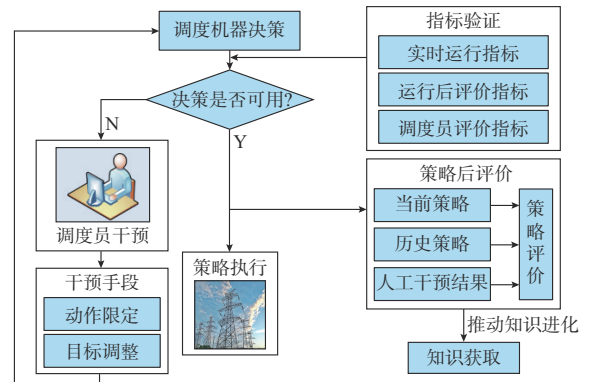 调度机器决策
指标验证
实时运行指标
运行后评价指标
调度员评价指标
决策是否可用?
N
Y
调度员干预
干预手段
动作限定
目标调整
策略执行
策略后评价
当前策略
历史策略
人工干预结果
策略评价
推动知识进化
知识获取